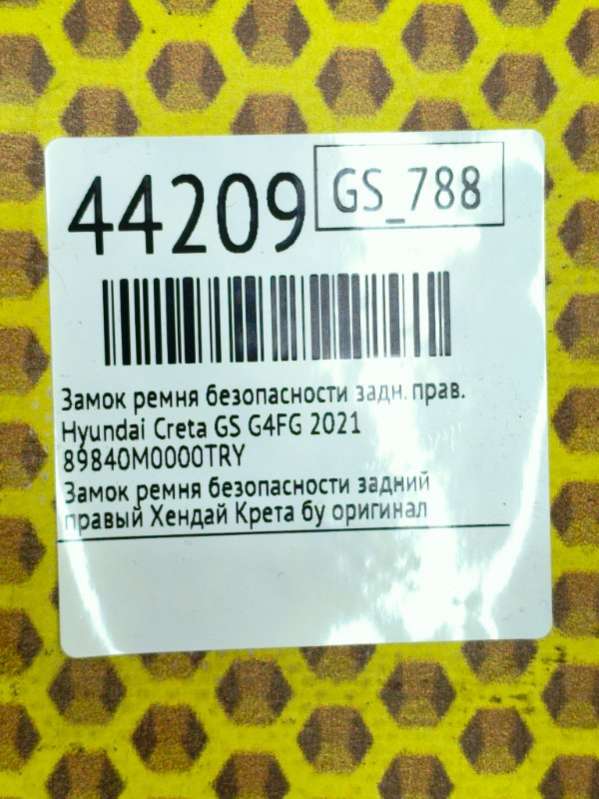 44209
GS_788
Замок ремня безопасности задн. прав.
Hyundai Creta GS G4FG 2021
89840M0000TRY
Замок ремня безопасности задний
правый Хендай Крета бу оригинал